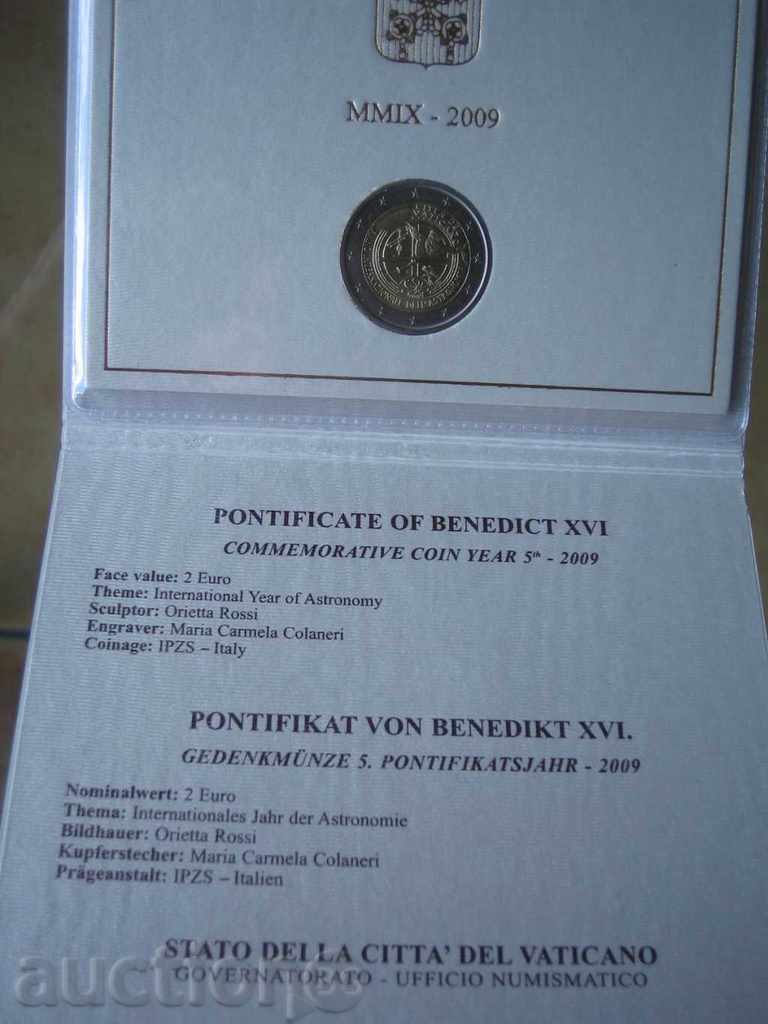 MMIX - 2009
PONTIFICATE OF BENEDICT XVI
COMMEMORATIVE COIN YEAR 5th - 2009
Face value: 2 Euro
Theme: International Year of Astronomy
Sculptor: Orietta Rossi
Engraver: Maria Carmela Colaneri
Coinage: IPZS – Italy
PONTIFIKAT VON BENEDIKT XVI.
GEDENKMÜNZE 5. PONTIFIKATSJAHR - 2009
Nominalwert: 2 Euro
Thema: Internationales Jahr der Astronomie
Bildhauer: Orietta Rossi
Kupferstecher: Maria Carmela Colaneri
Prägeanstalt: IPZS – Italien
STATO DELLA CITTA' DEL VATICANO
GOVERNATORATO - UFFICIO NUMISMATICO